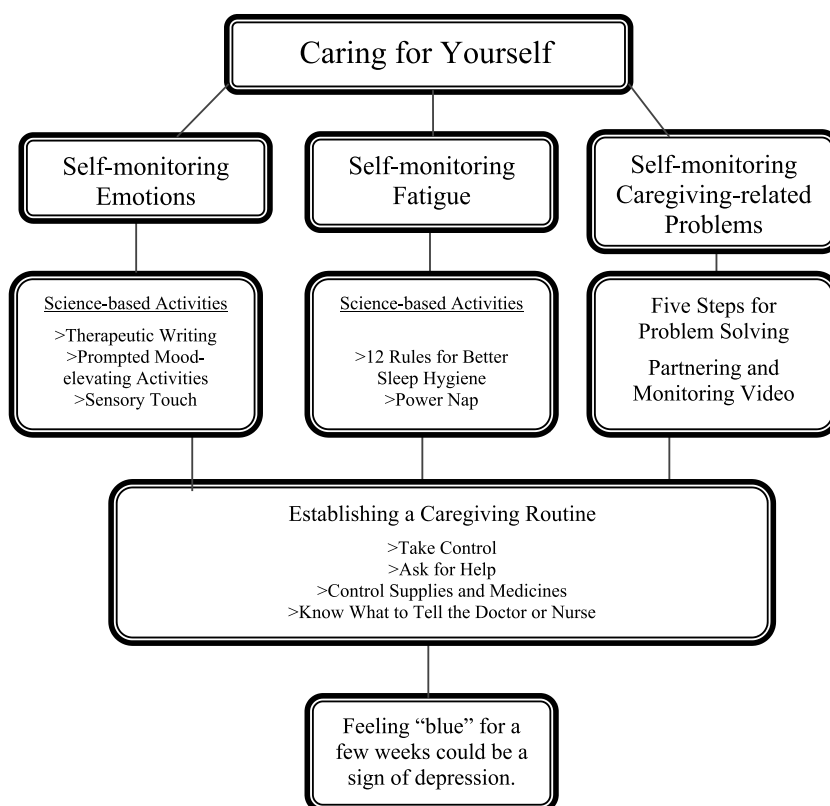 Caring for Yourself
Self-monitoring
Emotions
Self-monitoring
Fatigue
Self-monitoring
Caregiving-related
Problems
Science-based Activities
>Therapeutic Writing
>Prompted Mood-
elevating Activities
>Sensory Touch
Science-based Activities
>12 Rules for Better
Sleep Hygiene
>Power Nap
Five Steps for
Problem Solving
Partnering and
Monitoring Video
Establishing a Caregiving Routine
>Take Control
>Ask for Help
>Control Supplies and Medicines
>Know What to Tell the Doctor or Nurse
Feeling “blue” for a
few weeks could be a
sign of depression.